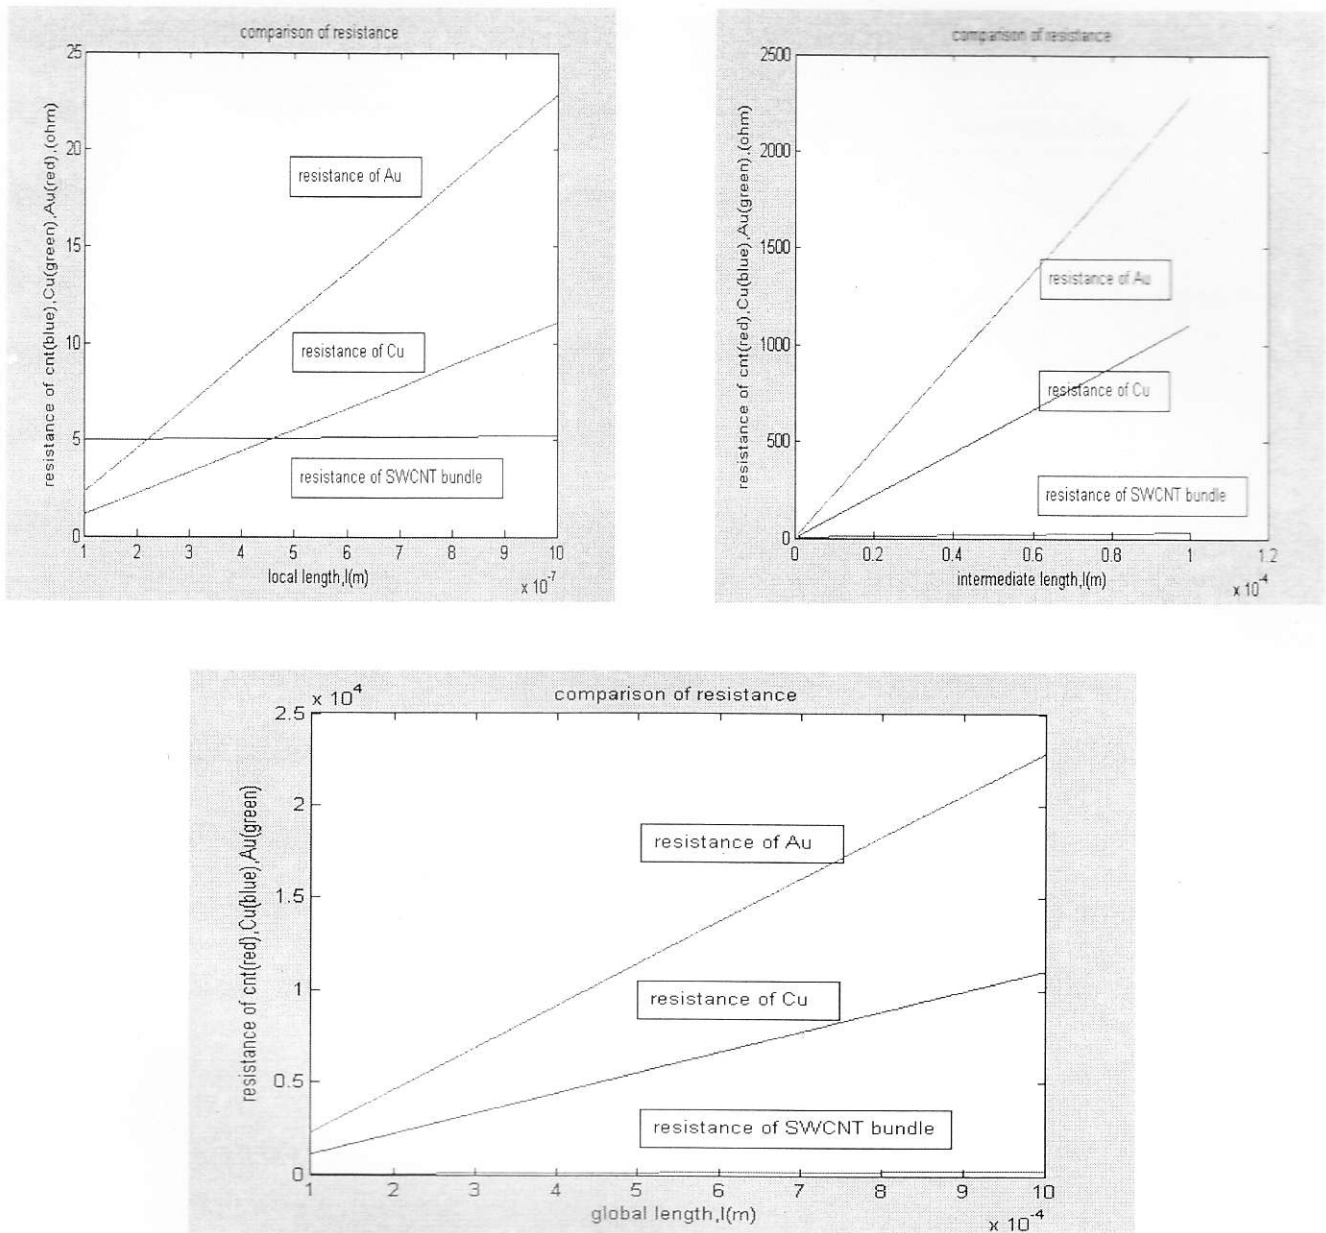 comparison of resistance
resistance of cnt(blue),Cu(green),Au(red),(ohm)
25
20
15
10
5
0
resistance of Au
resistance of Cu
resistance of SWCNT bundle
1 2 3 4 5 6 7 8 9 10
local length,l(m)
x 10-7
comparison of resistance
resistance of cnt(red),Cu(blue),Au(green),(ohm)
2500
2000
1500
1000
500
0
resistance of Au
resistance of Cu
resistance of SWCNT bundle
0 0.2 0.4 0.6 0.8 1 1.2
intermediate length,l(m)
x 10-4
x 104
comparison of resistance
resistance of cnt(red),Cu(blue),Au(green)
2.5
2
1.5
1
0.5
0
resistance of Au
resistance of Cu
resistance of SWCNT bundle
1 2 3 4 5 6 7 8 9 10
global length,l(m)
x 10-4